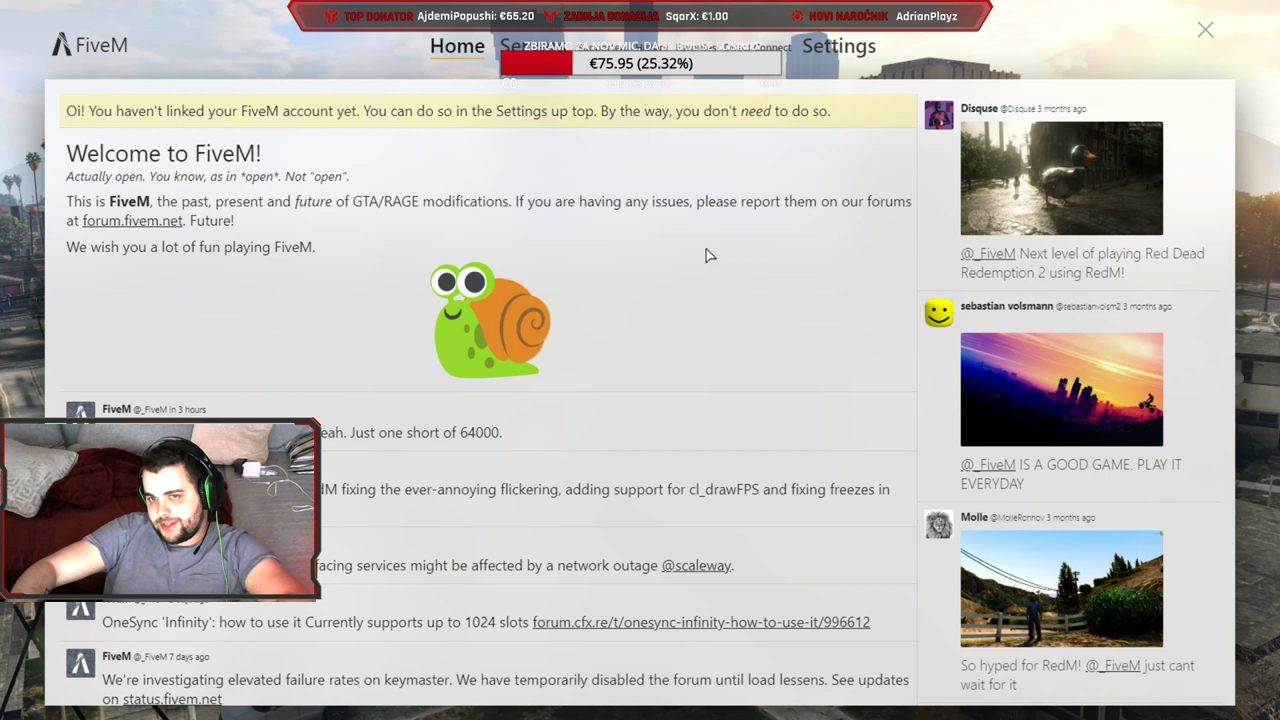 TOP DONATOR AjdemiPopushi: €65.20 ZADNJA DONACIJA SqarX: €1.00 NOVI NAROČNIK AdrianPlayz
FiveM
Home
Settings
€75.95 (25.32%)
Oi! You haven't linked your FiveM account yet. You can do so in the Settings up top. By the way, you don't need to do so.
Welcome to FiveM!
Actually open. You know, as in *open*. Not "open".
This is FiveM, the past, present and future of GTA/RAGE modifications. If you are having any issues, please report them on our forums
at forum.fivem.net. Future!
We wish you a lot of fun playing FiveM.
FiveM @_FiveM in 3 hours
eah. Just one short of 64000.
dM fixing the ever-annoying flickering, adding support for cl_drawFPS and fixing freezes in
facing services might be affected by a network outage @scaleway.
OneSync 'Infinity': how to use it Currently supports up to 1024 slots forum.cfx.re/t/onesync-infinity-how-to-use-it/996612
FiveM @_FiveM 7 days ago
We're investigating elevated failure rates on keymaster. We have temporarily disabled the forum until load lessens. See updates
on status.fivem.net
Disquse @Disquse 3 months ago
@_FiveM Next level of playing Red Dead
Redemption 2 using RedM!
sebastian volsmann @sebastianvolsm2 3 months ago
@_FiveM IS A GOOD GAME. PLAY IT
EVERYDAY
Molle @MolleRonnov 3 months ago
So hyped for RedM! @_FiveM just cant
wait for it